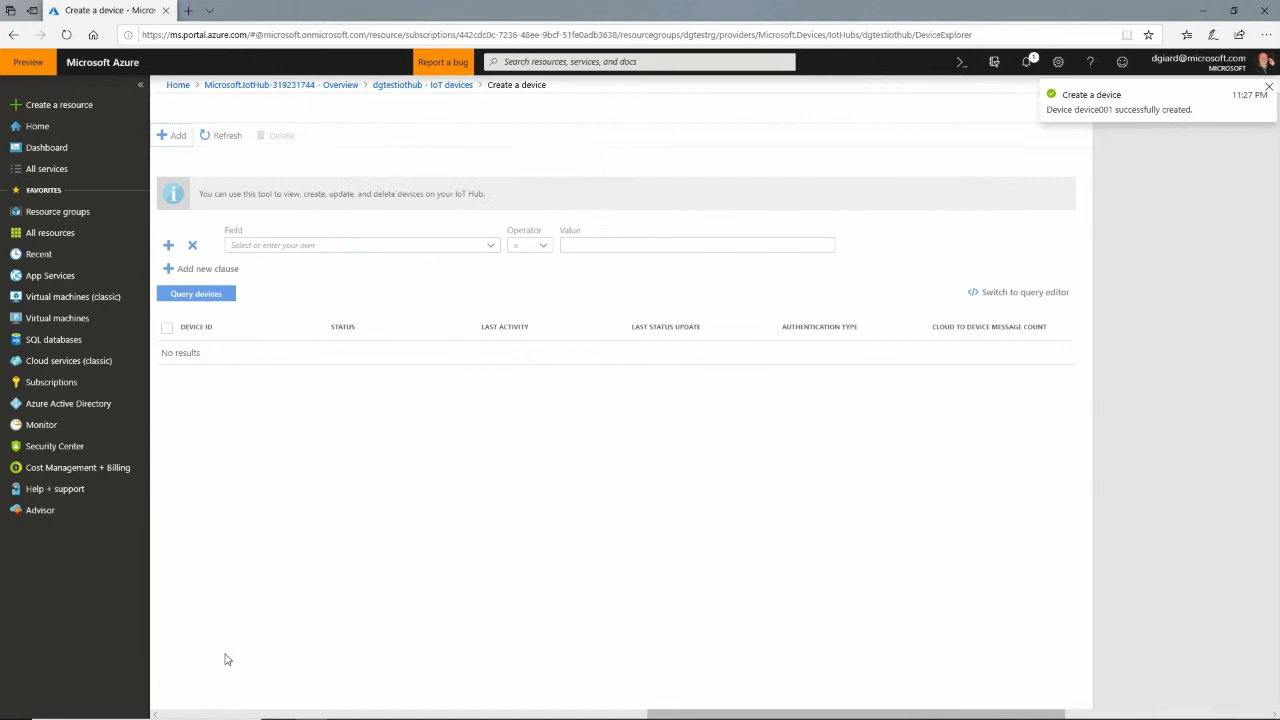 Create a device - Micros
https://ms.portal.azure.com/#@microsoft.onmicrosoft.com/resource/subscriptions/442cdc0c-7236-48ee-9bcf-51fe0adb3638/resourcegroups/dgtestrg/providers/Microsoft.Devices/IotHubs/dgtestiothub/DeviceExplorer
Preview
Microsoft Azure
Report a bug
Search resources, services, and docs
1
dgiard@microsoft.com
MICROSOFT
Home
Microsoft.IotHub-319231744 - Overview
dgtestiothub - IoT devices
Create a device
Create a device
11:27 PM
Device device001 successfully created.
Create a resource
Home
Dashboard
All services
FAVORITES
Resource groups
All resources
Recent
App Services
Virtual machines (classic)
Virtual machines
SQL databases
Cloud services (classic)
Subscriptions
Azure Active Directory
Monitor
Security Center
Cost Management + Billing
Help + support
Advisor
Add
Refresh
Delete
You can use this tool to view, create, update, and delete devices on your IoT Hub.
Field
Operator
Value
Select or enter your own
=
Add new clause
Query devices
Switch to query editor
DEVICE ID
STATUS
LAST ACTIVITY
LAST STATUS UPDATE
AUTHENTICATION TYPE
CLOUD TO DEVICE MESSAGE COUNT
No results